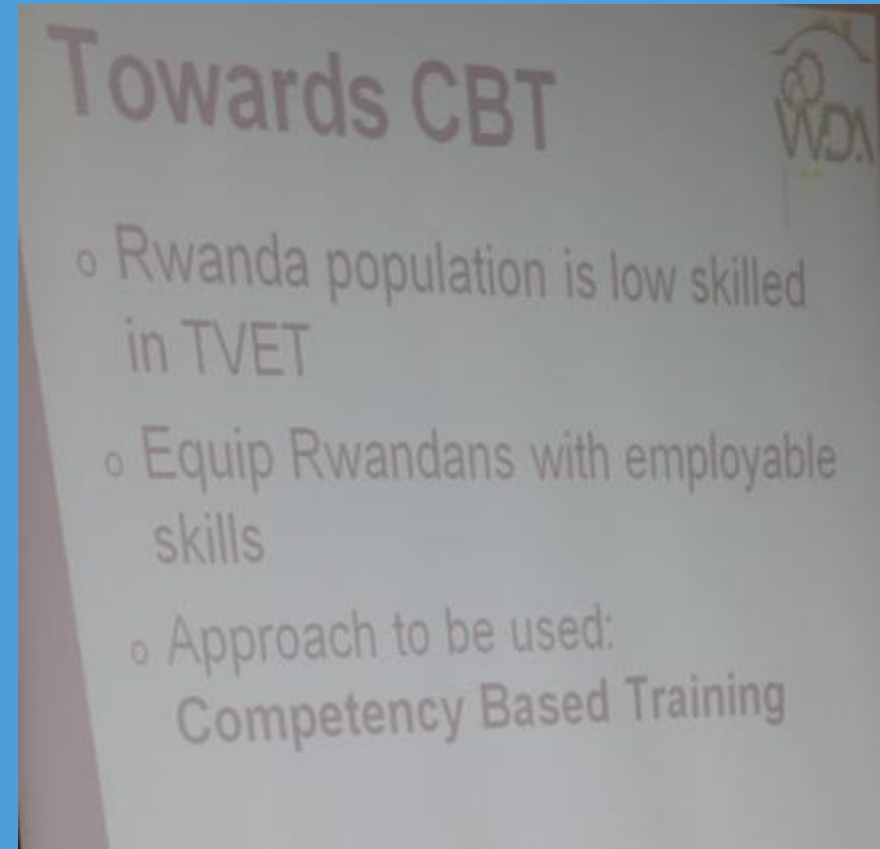 Towards CBT
WDA
o Rwanda population is low skilled
in TVET
o Equip Rwandans with employable
skills
o Approach to be used:
Competency Based Training